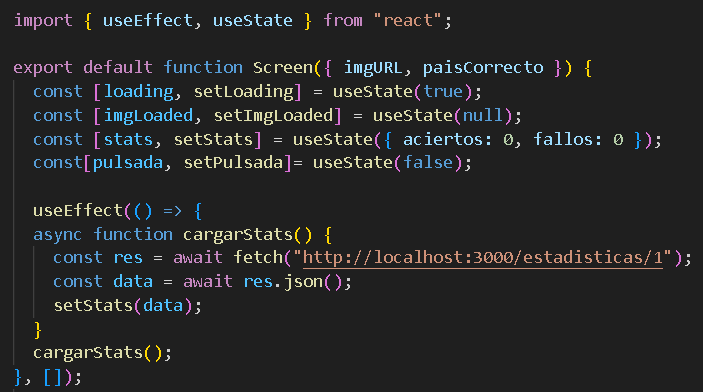 import { useEffect, useState } from "react";
export default function Screen({ imgURL, paisCorrecto }) {
const [loading, setLoading] = useState(true);
const [imgLoaded, setImgLoaded] = useState(null);
const [stats, setStats] = useState({ aciertos: 0, fallos: 0 });
const[pulsada, setPulsada]= useState(false);
useEffect(() => {
async function cargarStats() {
const res = await fetch("http://localhost:3000/estadisticas/1");
const data = await res.json();
setStats(data);
}
cargarStats();
}, []);